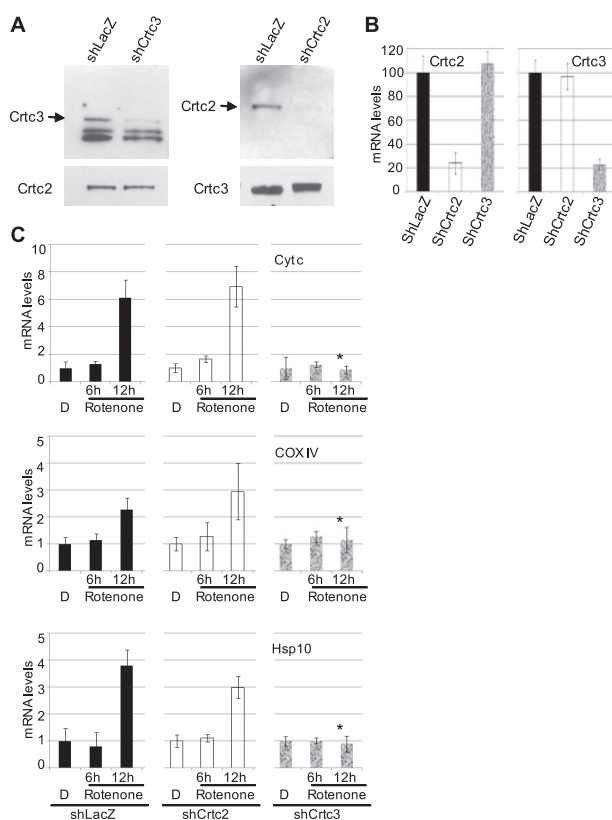 A
shLacZ
shCrtc3
Crtc3
Crtc2
shLacZ
shCrtc2
Crtc2
Crtc3
B
mRNA levels
120
100
80
60
40
20
0
Crtc2
Crtc3
ShLacZ
ShCrtc2
ShCrtc3
ShLacZ
ShCrtc2
ShCrtc3
C
mRNA levels
10
8
6
4
2
0
Cytc
*
6h 12h 6h 12h 6h 12h
D Rotenone D Rotenone D Rotenone
mRNA levels
5
4
3
2
1
0
COXIV
*
6h 12h 6h 12h 6h 12h
D Rotenone D Rotenone D Rotenone
mRNA levels
5
4
3
2
1
0
Hsp10
*
6h 12h 6h 12h 6h 12h
D Rotenone D Rotenone D Rotenone
shLacZ shCrtc2 shCrtc3